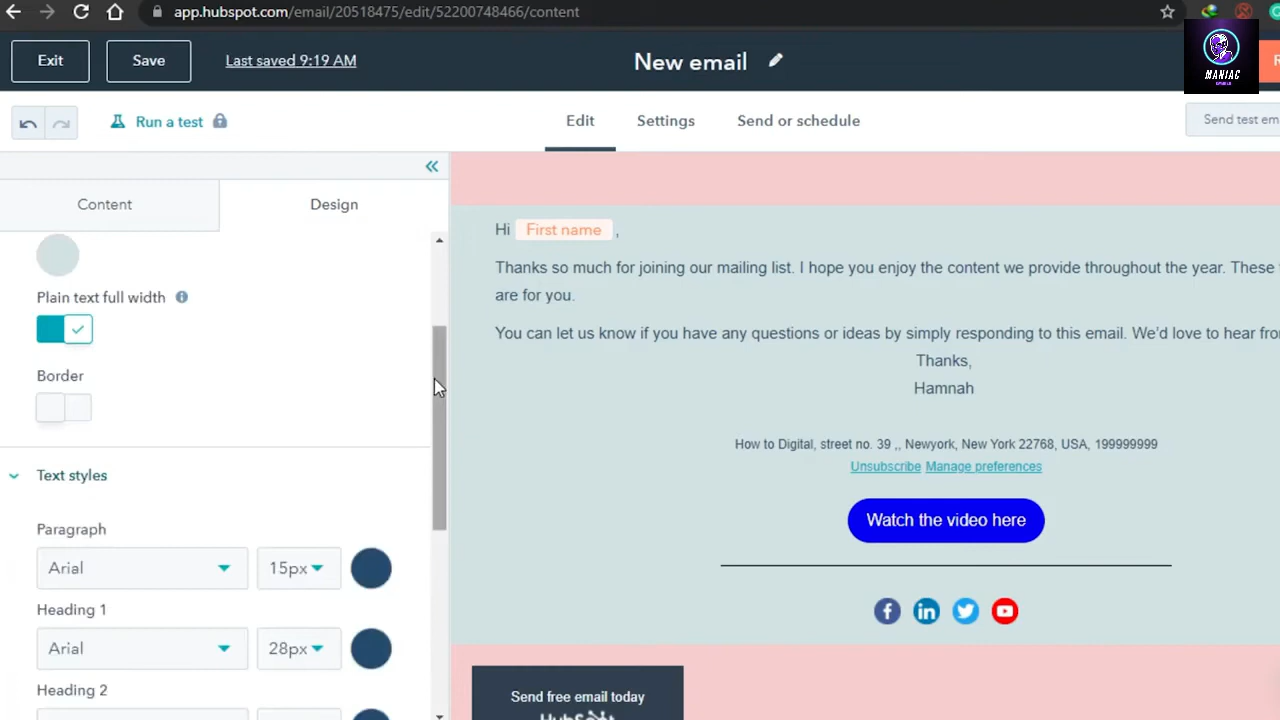 app.hubspot.com/email/20518475/edit/52200748466/content
Exit
Save
Last saved 9:19 AM
New email
MANIAC
Run a test
Edit
Settings
Send or schedule
Send test em
Content
Design
Plain text full width
Border
Text styles
Paragraph
Arial
15px
Heading 1
Arial
28px
Heading 2
Hi First name ,
Thanks so much for joining our mailing list. I hope you enjoy the content we provide throughout the year. These
are for you.
You can let us know if you have any questions or ideas by simply responding to this email. We'd love to hear from
Thanks,
Hamnah
How to Digital, street no. 39 ,, Newyork, New York 22768, USA, 199999999
Unsubscribe Manage preferences
Watch the video here
Send free email today
HubSpot